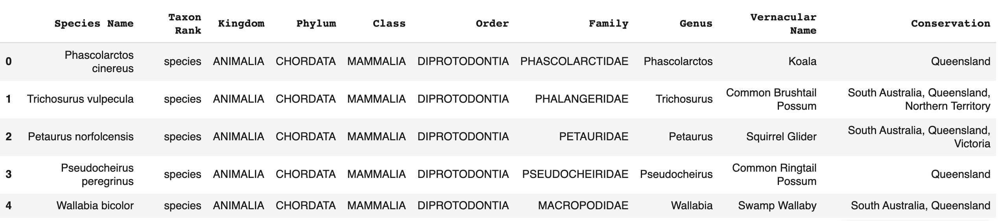 Species Name Taxon Rank Kingdom Phylum Class Order Family Genus Vernacular Name Conservation
0 Phascolarctos cinereus species ANIMALIA CHORDATA MAMMALIA DIPROTODONTIA PHASCOLARCTIDAE Phascolarctos Koala Queensland
1 Trichosurus vulpecula species ANIMALIA CHORDATA MAMMALIA DIPROTODONTIA PHALANGERIDAE Trichosurus Common Brushtail Possum South Australia, Queensland, Northern Territory
2 Petaurus norfolcensis species ANIMALIA CHORDATA MAMMALIA DIPROTODONTIA PETAURIDAE Petaurus Squirrel Glider South Australia, Queensland, Victoria
3 Pseudocheirus peregrinus species ANIMALIA CHORDATA MAMMALIA DIPROTODONTIA PSEUDOCHEIRIDAE Pseudocheirus Common Ringtail Possum Queensland
4 Wallabia bicolor species ANIMALIA CHORDATA MAMMALIA DIPROTODONTIA MACROPODIDAE Wallabia Swamp Wallaby South Australia, Queensland